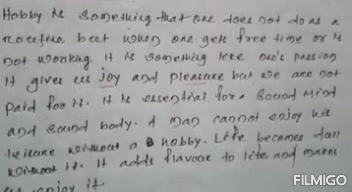 Hobby is something that one does not do as a
routine but when one gets free time or is
not working. It is something like one's passion
It gives us joy and pleasure but we are not
paid for it. It is essential for a sound mind
and sound body. A man cannot enjoy his
leisure without a hobby. Life becomes dull
without it. It adds flavour to life and makes
us enjoy it
FILMIGO